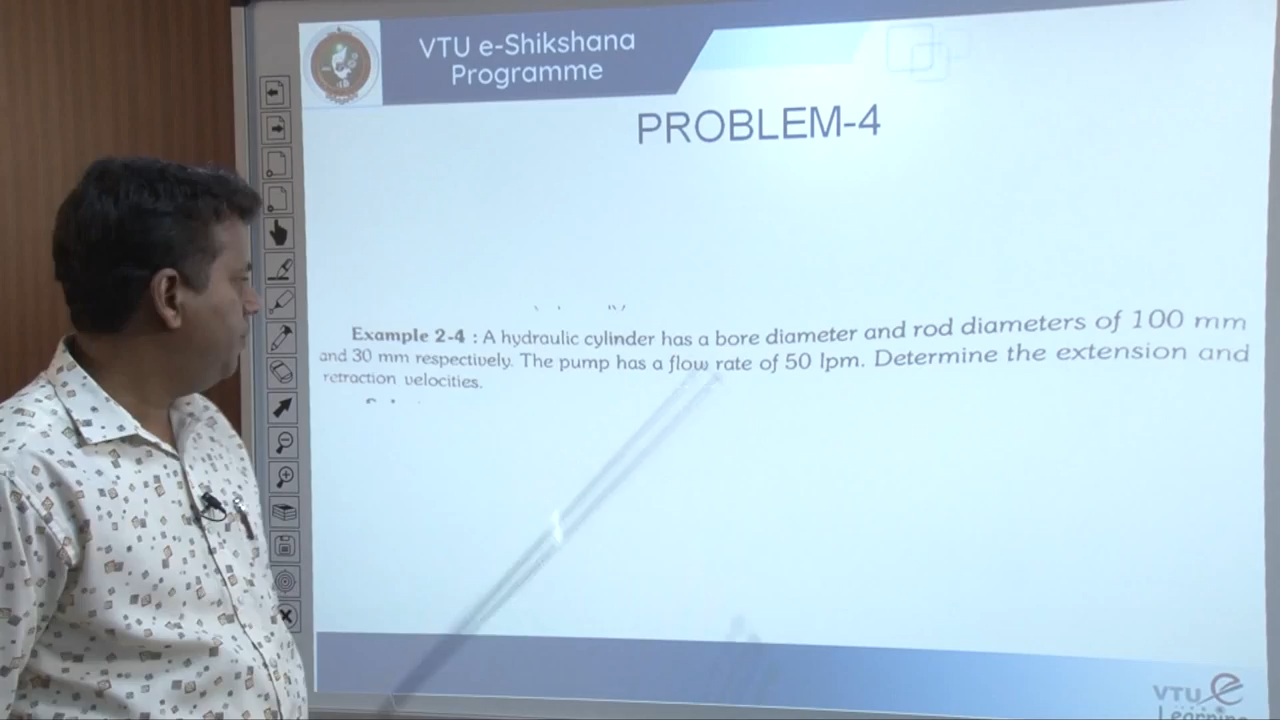 VTU e-Shikshana
Programme
PROBLEM-4
Example 2-4 : A hydraulic cylinder has a bore diameter and rod diameters of 100 mm
and 30 mm respectively. The pump has a flow rate of 50 lpm. Determine the extension and
retraction velocities.
VTU e
Learning